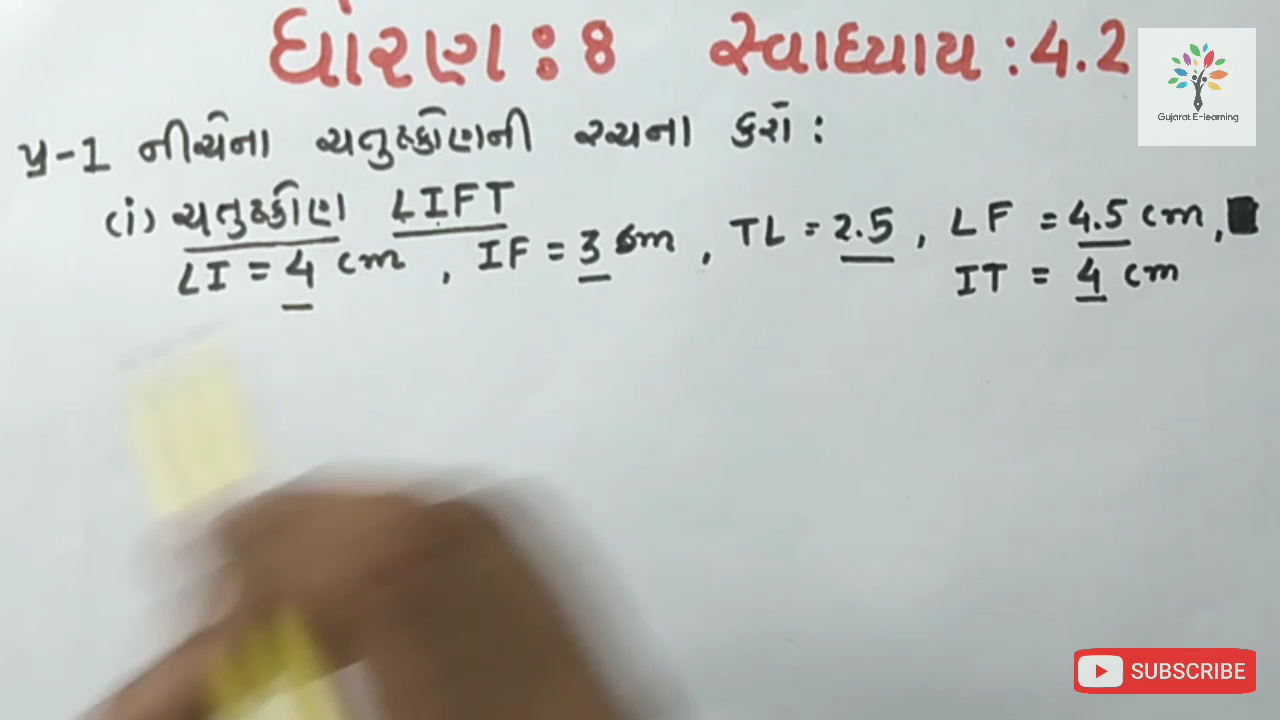 ધોરણ : 8 સ્વાધ્યાય : 4.2
Gujarat E-learning
પ્ર-1 નીચેના ચતુષ્કોણની રચના કરો :
(i) ચતુષ્કોણ LIFT
LI = 4 cm , IF = 3 cm , TL = 2.5 , LF = 4.5 cm ,
IT = 4 cm
SUBSCRIBE